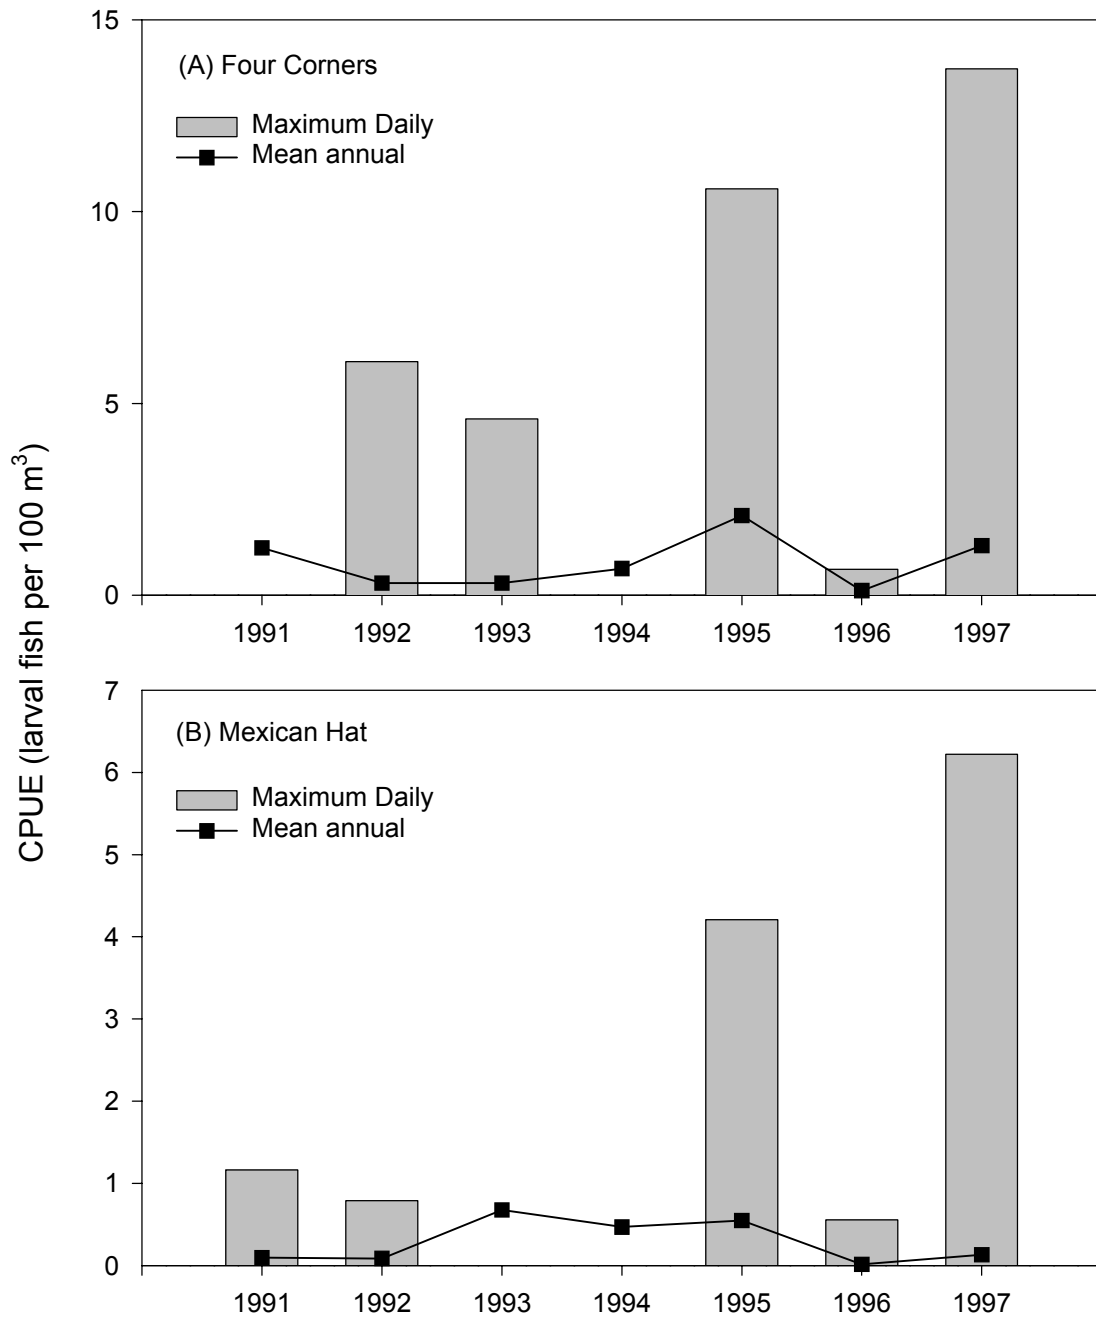 15
(A) Four Corners
Maximum Daily
Mean annual
10
5
0
1991 1992 1993 1994 1995 1996 1997
CPUE (larval fish per 100 m³)
7
(B) Mexican Hat
6
Maximum Daily
Mean annual
5
4
3
2
1
0
1991 1992 1993 1994 1995 1996 1997